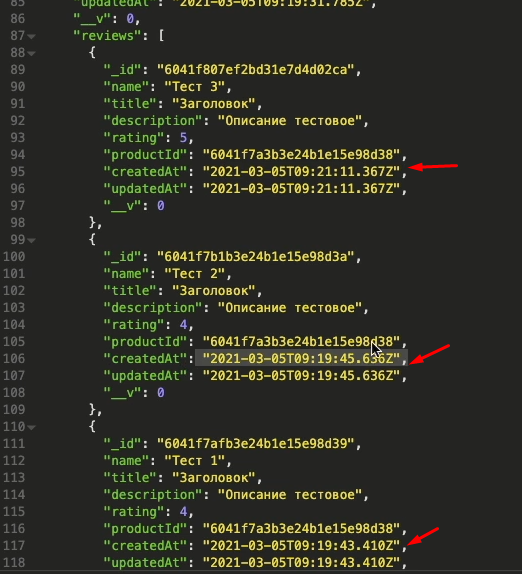 85 "updatedAt": "2021-03-05T09:19:31.785Z",
86 "__v": 0,
87 "reviews": [
88 {
89 "_id": "6041f807ef2bd31e7d4d02ca",
90 "name": "Тест 3",
91 "title": "Заголовок",
92 "description": "Описание тестовое",
93 "rating": 5,
94 "productId": "6041f7a3b3e24b1e15e98d38",
95 "createdAt": "2021-03-05T09:21:11.367Z",
96 "updatedAt": "2021-03-05T09:21:11.367Z",
97 "__v": 0
98 },
99 {
100 "_id": "6041f7b1b3e24b1e15e98d3a",
101 "name": "Тест 2",
102 "title": "Заголовок",
103 "description": "Описание тестовое",
104 "rating": 4,
105 "productId": "6041f7a3b3e24b1e15e98d38",
106 "createdAt": "2021-03-05T09:19:45.636Z",
107 "updatedAt": "2021-03-05T09:19:45.636Z",
108 "__v": 0
109 },
110 {
111 "_id": "6041f7afb3e24b1e15e98d39",
112 "name": "Тест 1",
113 "title": "Заголовок",
114 "description": "Описание тестовое",
115 "rating": 4,
116 "productId": "6041f7a3b3e24b1e15e98d38",
117 "createdAt": "2021-03-05T09:19:43.410Z",
118 "updatedAt": "2021-03-05T09:19:43.410Z",